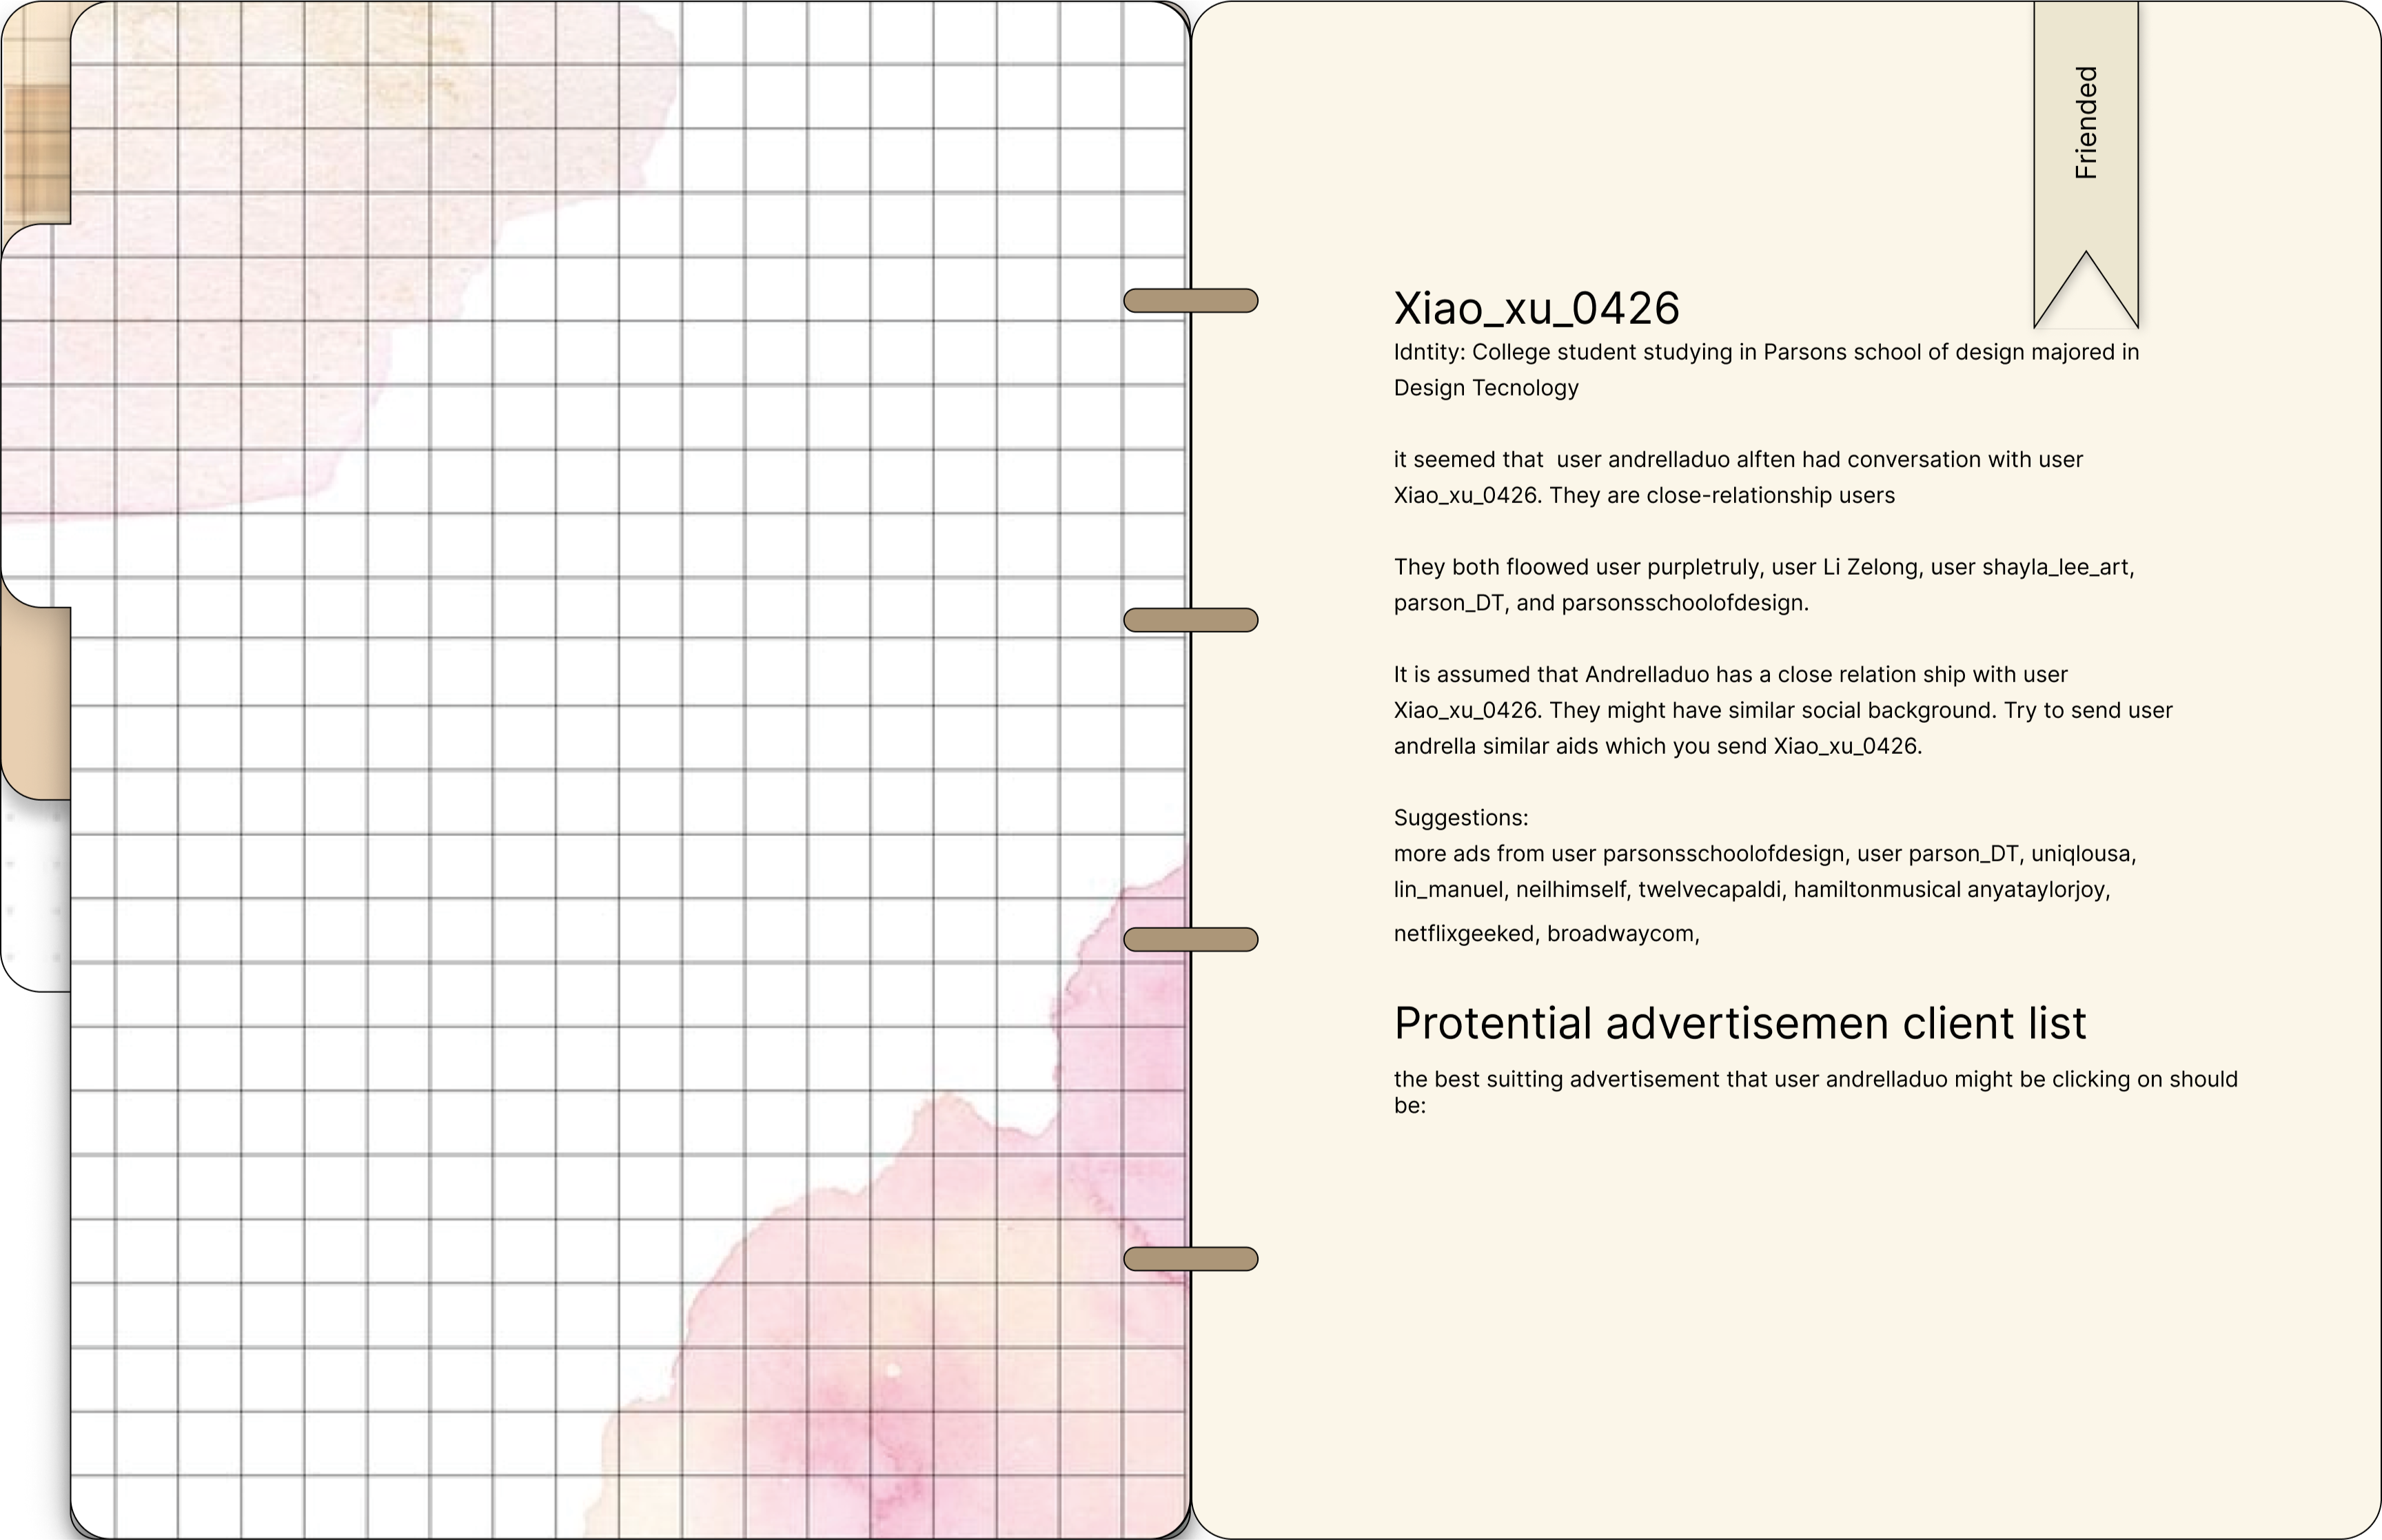 Friended
Xiao_xu_0426
Idntity: College student studying in Parsons school of design majored in
Design Tecnology
it seemed that  user andrelladuo alften had conversation with user
Xiao_xu_0426. They are close-relationship users
They both floowed user purpletruly, user Li Zelong, user shayla_lee_art,
parson_DT, and parsonsschoolofdesign.
It is assumed that Andrelladuo has a close relation ship with user
Xiao_xu_0426. They might have similar social background. Try to send user
andrella similar aids which you send Xiao_xu_0426.
Suggestions:
more ads from user parsonsschoolofdesign, user parson_DT, uniqlousa,
lin_manuel, neilhimself, twelvecapaldi, hamiltonmusical anyataylorjoy,
netflixgeeked, broadwaycom,
Protential advertisemen client list
the best suitting advertisement that user andrelladuo might be clicking on should
be: